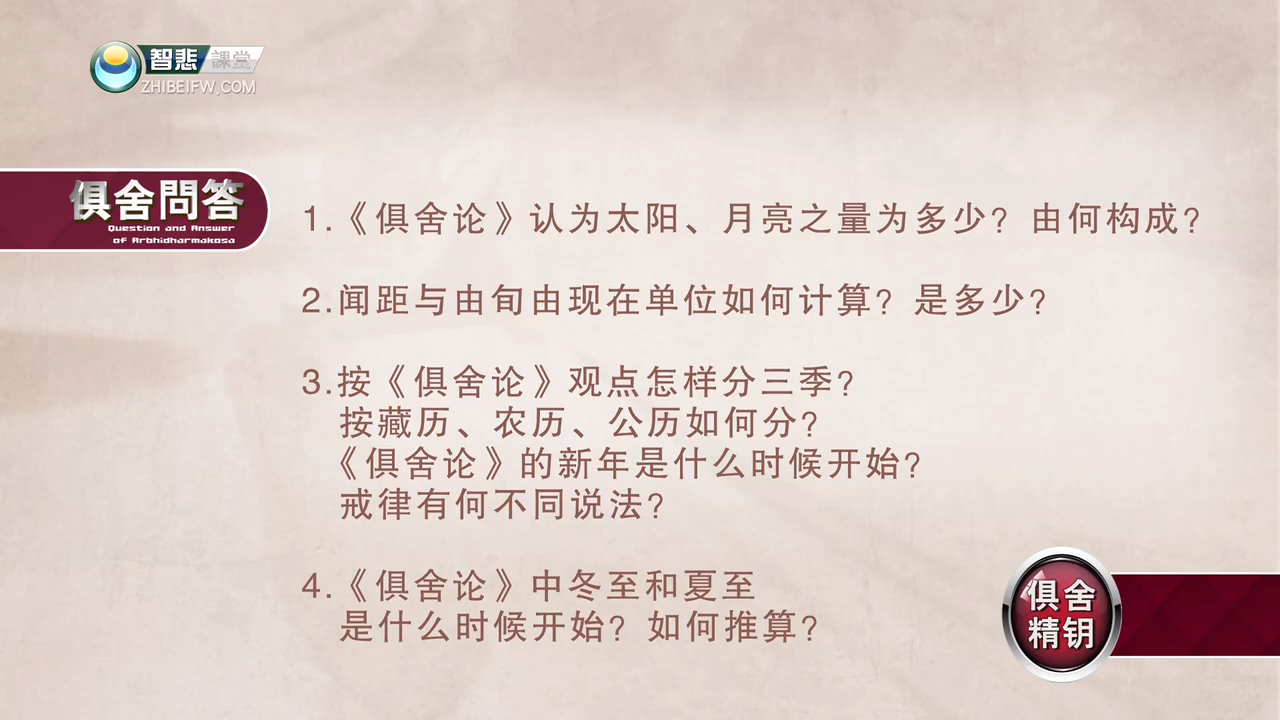 智悲 課堂
ZHIBEIFW.COM
俱舍問答
Question and Answer
of Arbhidharmakosa
1.《俱舍论》认为太阳、月亮之量为多少？由何构成？
2.闻距与由旬由现在单位如何计算？是多少？
3.按《俱舍论》观点怎样分三季？
按藏历、农历、公历如何分？
《俱舍论》的新年是什么时候开始？
戒律有何不同说法？
4.《俱舍论》中冬至和夏至
是什么时候开始？如何推算？
俱舍
精钥